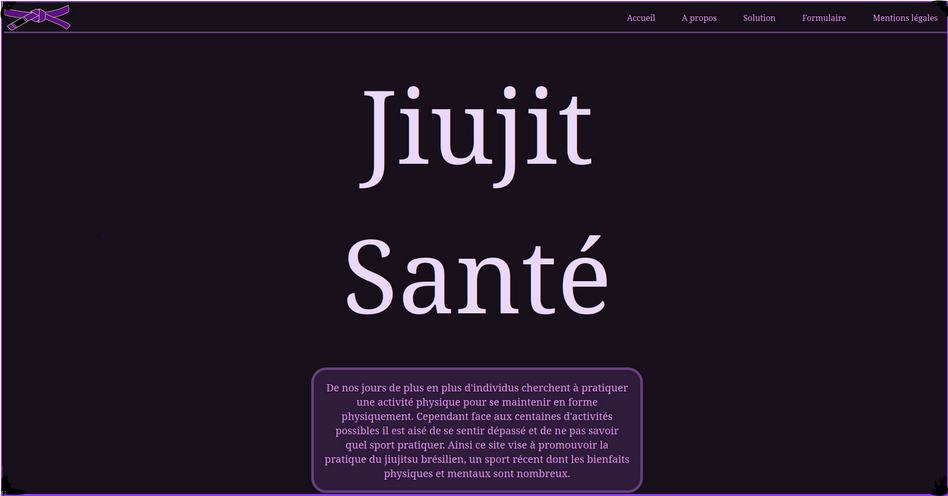 Accueil A propos Solution Formulaire Mentions légales
Jiujit
Santé
De nos jours de plus en plus d'individus cherchent à pratiquer
une activité physique pour se maintenir en forme
physiquement. Cependant face aux centaines d'activités
possibles il est aisé de se sentir dépassé et de ne pas savoir
quel sport pratiquer. Ainsi ce site vise à promouvoir la
pratique du jiujitsu brésilien, un sport récent dont les bienfaits
physiques et mentaux sont nombreux.